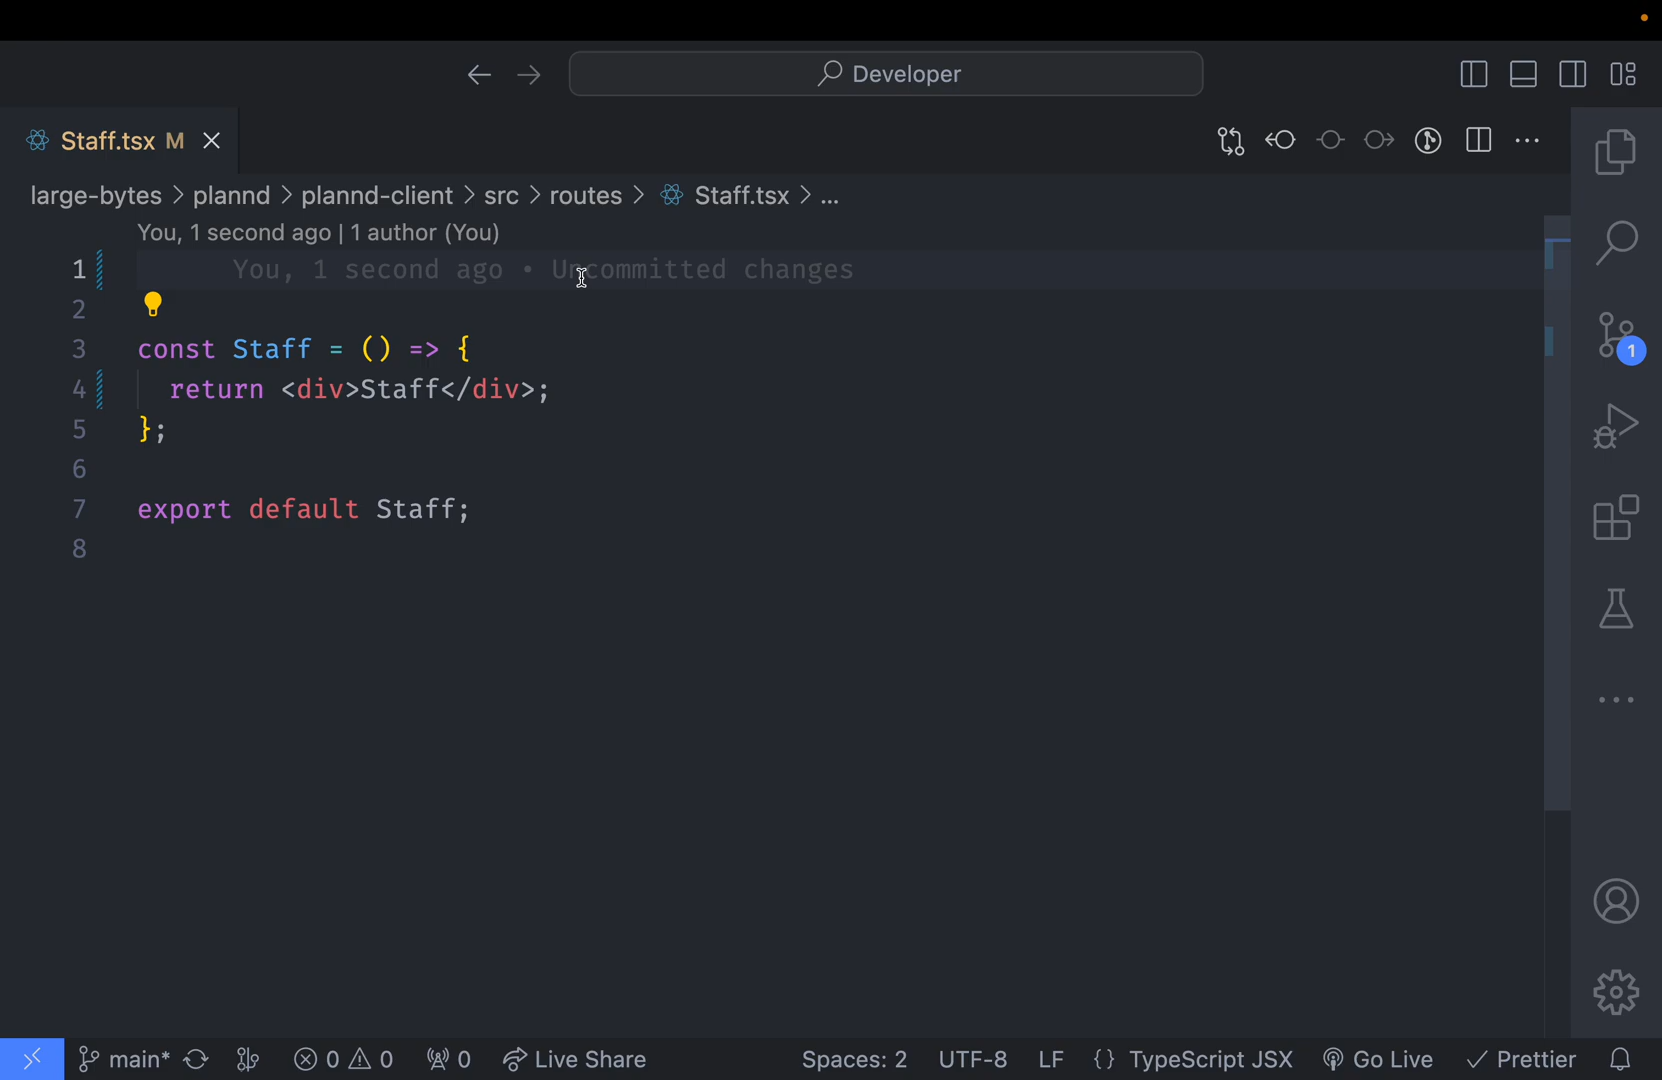 Developer
Staff.tsx M
large-bytes > plannd > plannd-client > src > routes > Staff.tsx > ...
You, 1 second ago | 1 author (You)
1 You, 1 second ago • Uncommitted changes
2
3 const Staff = () => {
4 return <div>Staff</div>;
5 };
6
7 export default Staff;
8
1
main* 0 0 0 Live Share Spaces: 2 UTF-8 LF {} TypeScript JSX Go Live Prettier